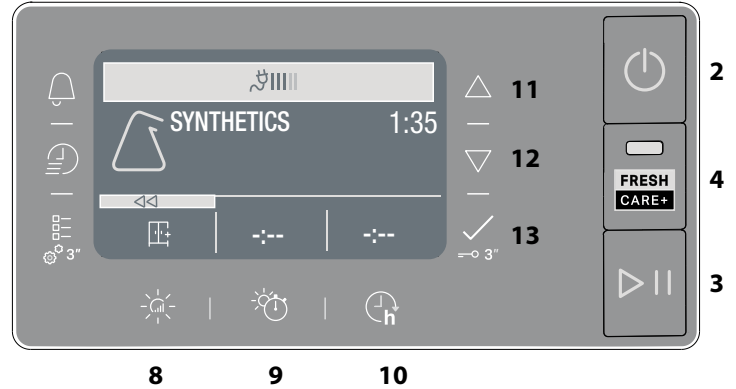 2
11
SYNTHETICS 1:35
12
FRESH
CARE+
4
3"
-:-- -:--
3"
13
3
h
8 9 10